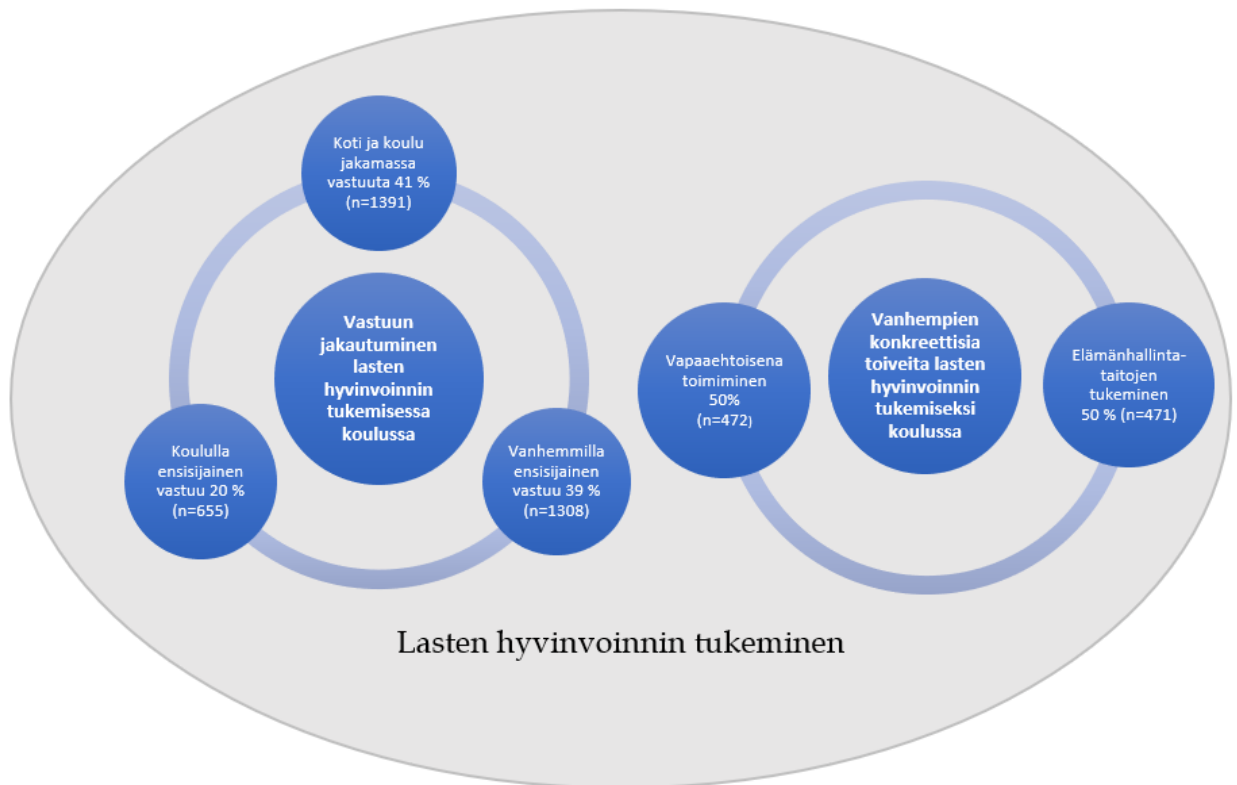 Koti ja koulu
jakamassa
vastuuta 41 %
(n=1391)
Vastuun
jakautuminen
lasten
hyvinvoinnin
tukemisessa
koulussa
Koululla
ensisijainen
vastuu 20 %
(n=655)
Vanhemmilla
ensisijainen
vastuu 39 %
(n=1308)
Vapaaehtoisena
toimiminen
50%
(n=472)
Vanhempien
konkreettisia
toiveita lasten
hyvinvoinnin
tukemiseksi
koulussa
Elämänhallinta-
taitojen
tukeminen
50 % (n=471)
Lasten hyvinvoinnin tukeminen